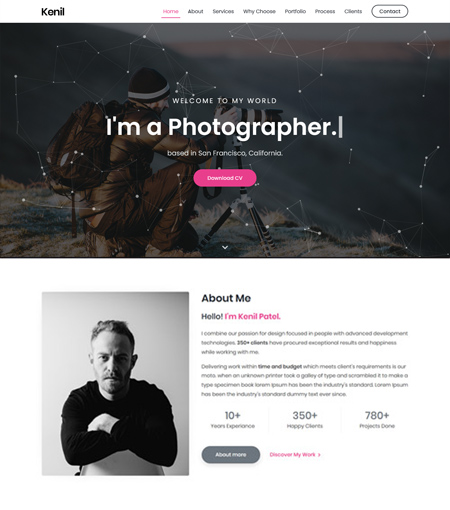 Kenil
Home About Services Why Choose Portfolio Process Clients Contact
WELCOME TO MY WORLD
I'm a Photographer.
based in San Francisco, California.
Download CV
About Me
Hello! I'm Kenil Patel.
I combine our passion for design focused in people with advanced development
technologies. 350+ clients have procured exceptional results and happiness
while working with me.
Delivering work within time and budget which meets client's requirements is our
moto. when an unknown printer took a galley of type and scrambled it to make a
type specimen book lorem Ipsum has been the industry's standard. Lorem Ipsum
has been the industry's standard dummy text ever since.
10+ 350+ 780+
Years Experiance Happy Clients Projects Done
About more Discover My Work